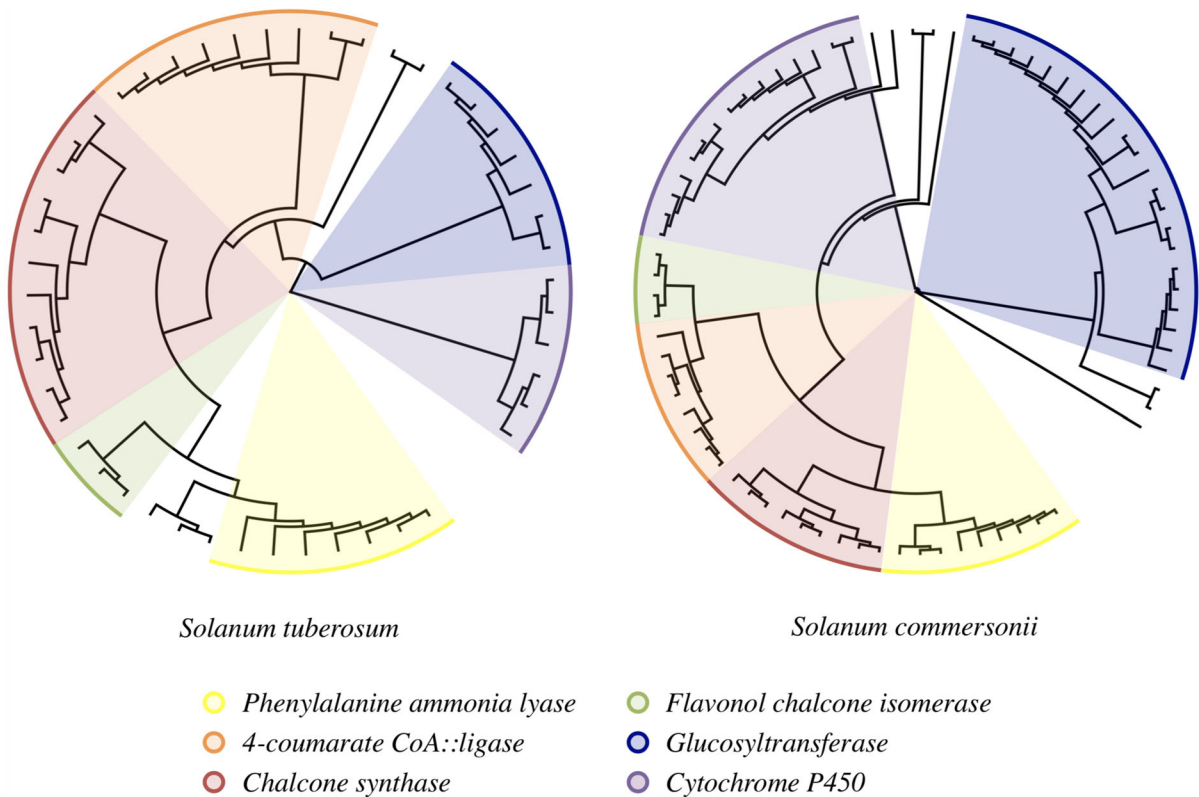 Solanum tuberosum
Solanum commersonii
Phenylalanine ammonia lyase
Flavonol chalcone isomerase
4-coumarate CoA::ligase
Glucosyltransferase
Chalcone synthase
Cytochrome P450